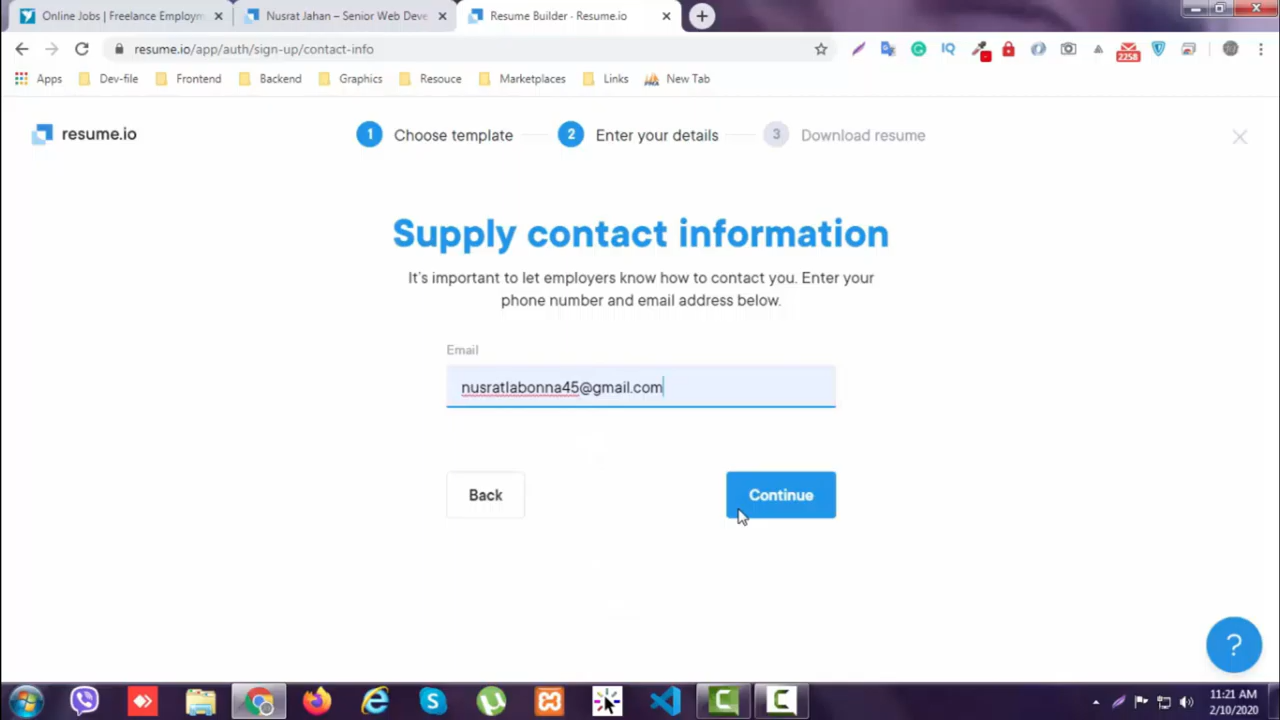 Online Jobs | Freelance Employm
Nusrat Jahan – Senior Web Deve
Resume Builder - Resume.io
resume.io/app/auth/sign-up/contact-info
IQ
2258
Apps
Dev-file
Frontend
Backend
Graphics
Resouce
Marketplaces
Links
New Tab
resume.io
1 Choose template
2 Enter your details
3 Download resume
Supply contact information
It's important to let employers know how to contact you. Enter your
phone number and email address below.
Email
nusratlabonna45@gmail.com
Back
Continue
?
11:21 AM
2/10/2020